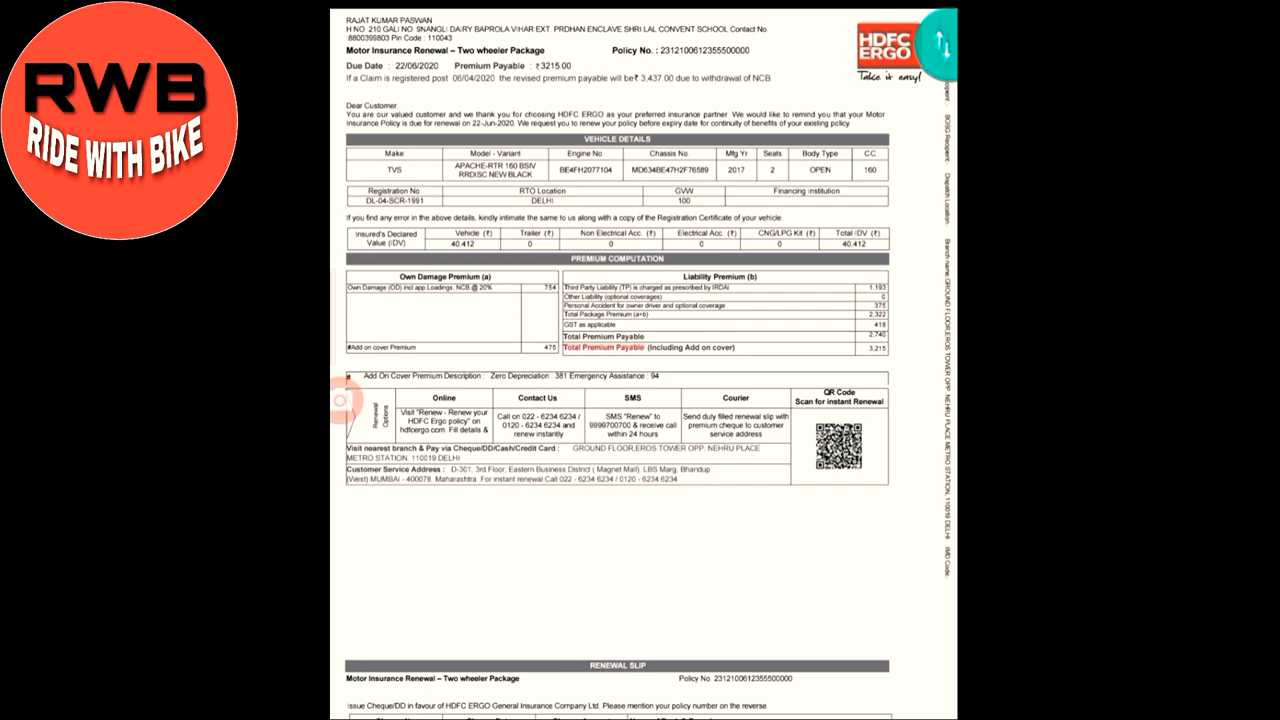 RWB
RIDE WITH BIKE
RAJAT KUMAR PASWAN
H NO 210 GALI NO 9NANGLI DAIRY BAPROLA VIHAR EXT PRDHAN ENCLAVE SHRI LAL CONVENT SCHOOL Contact No
:8800399803 Pin Code : 110043
Motor Insurance Renewal – Two wheeler Package Policy No. : 2312100612355500000
Due Date : 22/06/2020 Premium Payable : ₹3215.00
If a Claim is registered post 06/04/2020 the revised premium payable will be₹ 3,437.00 due to withdrawal of NCB.
HDFC
ERGO
Take it easy!
Dear Customer,
You are our valued customer and we thank you for choosing HDFC ERGO as your preferred insurance partner. We would like to remind you that your Motor
Insurance Policy is due for renewal on 22-Jun-2020. We request you to renew your policy before expiry date for continuity of benefits of your existing policy
VEHICLE DETAILS
Make Model - Variant Engine No Chassis No. Mfg Yr Seats Body Type CC
TVS APACHE-RTR 160 BSIV RRDISC NEW BLACK BE4FH2077104 MD634BE47H2F76589 2017 2 OPEN 160
Registration No. RTO Location GVW Financing Institution
DL-04-SCR-1991 DELHI 100
If you find any error in the above details, kindly intimate the same to us along with a copy of the Registration Certificate of your vehicle.
Insured's Declared Value (IDV) Vehicle (₹) Trailer (₹) Non Electrical Acc. (₹) Electrical Acc. (₹) CNG/LPG Kit (₹) Total IDV (₹)
40,412 0 0 0 0 40,412
PREMIUM COMPUTATION
Own Damage Premium (a) Liability Premium (b)
Own Damage (OD) incl app Loadings, NCB @ 20% 754 Third Party Liability (TP) is charged as prescribed by IRDAI 1,193
Other Liability (optional coverages) 0
Personal Accident for owner driver and optional coverage 375
Total Package Premium (a+b) 2,322
GST as applicable 418
Total Premium Payable 2,740
#Add on cover Premium 475 Total Premium Payable (Including Add on cover) 3,215
# Add On Cover Premium Description : Zero Depreciation : 381 Emergency Assistance : 94
Renewal Options
Online Contact Us SMS Courier QR Code
Scan for instant Renewal
Visit "Renew - Renew your HDFC Ergo policy" on hdfcergo.com Fill details &
Call on 022 - 6234 6234 / 0120 - 6234 6234 and renew instantly
SMS "Renew" to 9999700700 & receive call within 24 hours
Send duly filled renewal slip with premium cheque to customer service address
Visit nearest branch & Pay via Cheque/DD/Cash/Credit Card : GROUND FLOOR,EROS TOWER OPP. NEHRU PLACE
METRO STATION, 110019 DELHI
Customer Service Address : D-301, 3rd Floor, Eastern Business District ( Magnet Mall), LBS Marg, Bhandup
(West) MUMBAI - 400078, Maharashtra For instant renewal Call 022 - 6234 6234 / 0120 - 6234 6234
BOSG Recipient: Dispatch Location: Branch name: GROUND FLOOR,EROS TOWER OPP. NEHRU PLACE METRO STATION, 110019 DELHI IMD Code:-
RENEWAL SLIP
Motor Insurance Renewal – Two wheeler Package Policy No 2312100612355500000
Issue Cheque/DD in favour of HDFC ERGO General Insurance Company Ltd. Please mention your policy number on the reverse